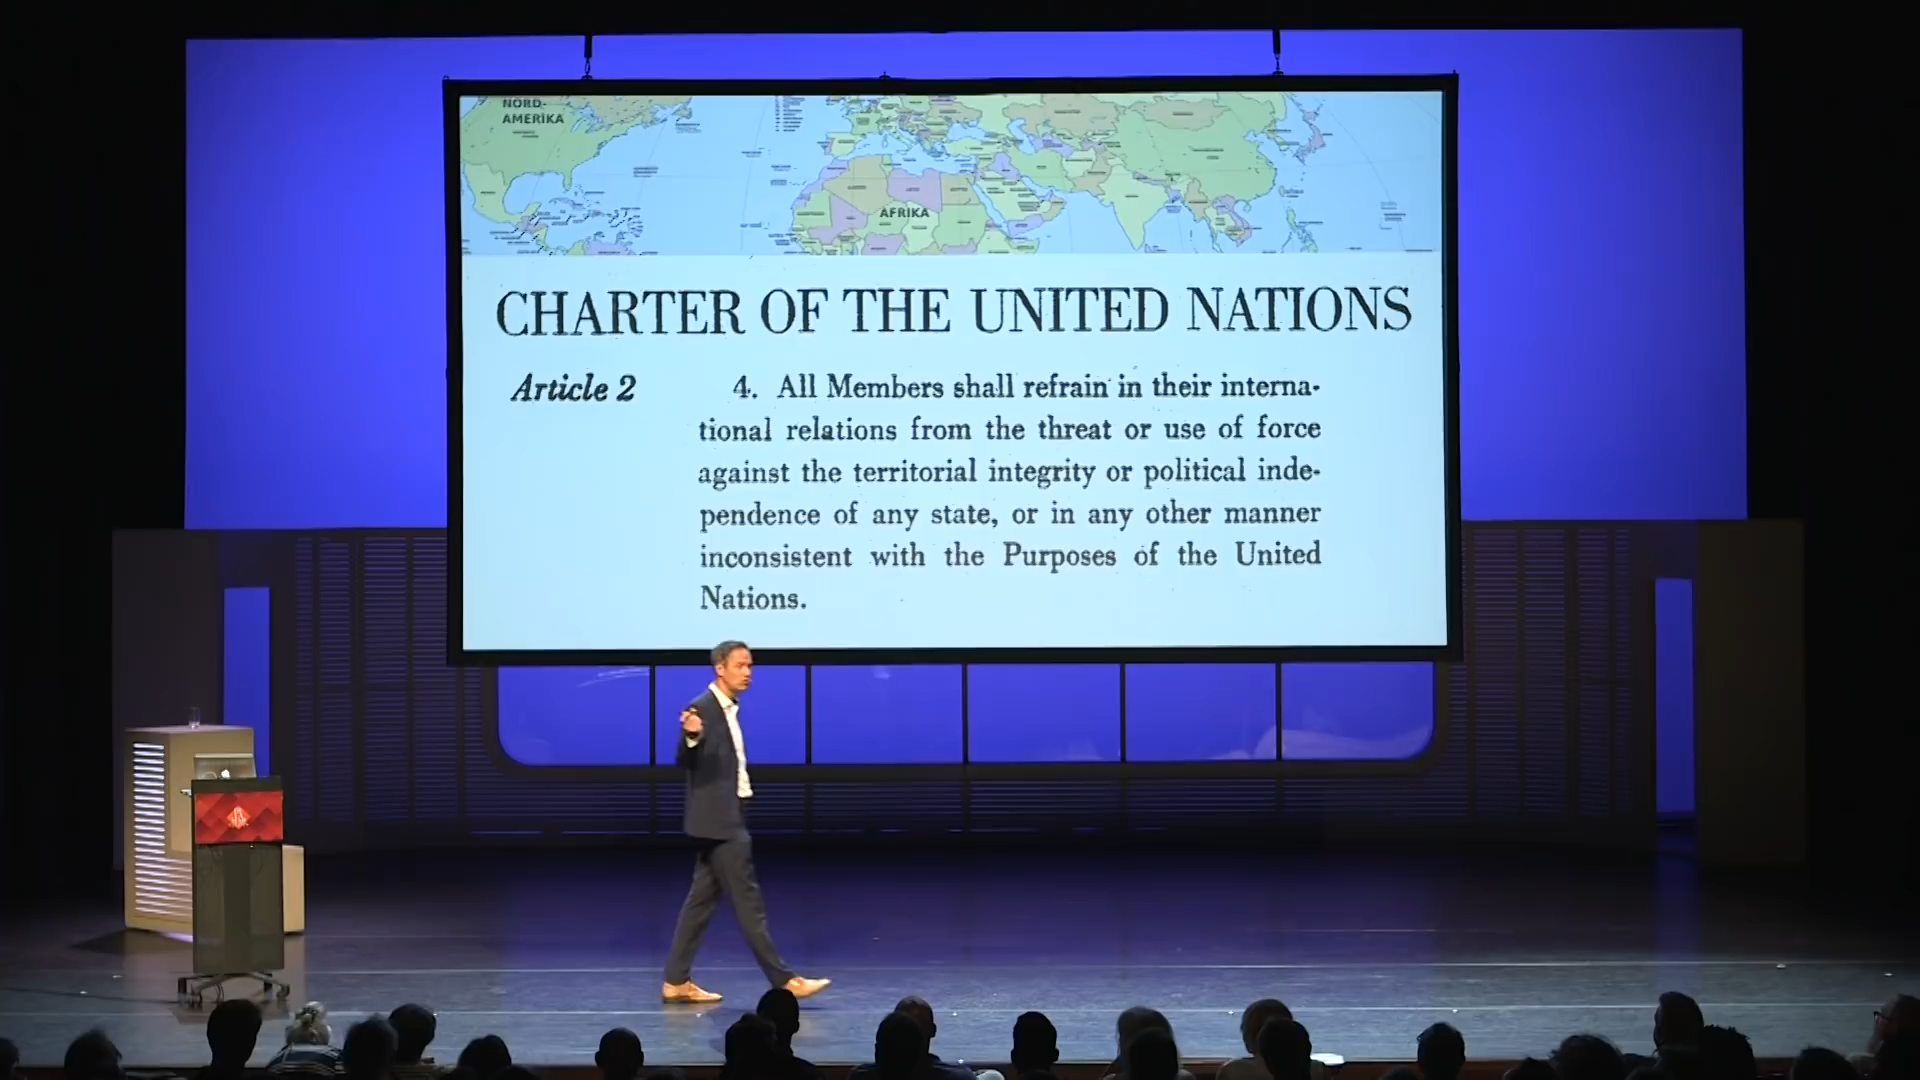 NORD-
AMERIKA
AFRIKA
CHARTER OF THE UNITED NATIONS
Article 2
4. All Members shall refrain in their interna-
tional relations from the threat or use of force
against the territorial integrity or political inde-
pendence of any state, or in any other manner
inconsistent with the Purposes of the United
Nations.